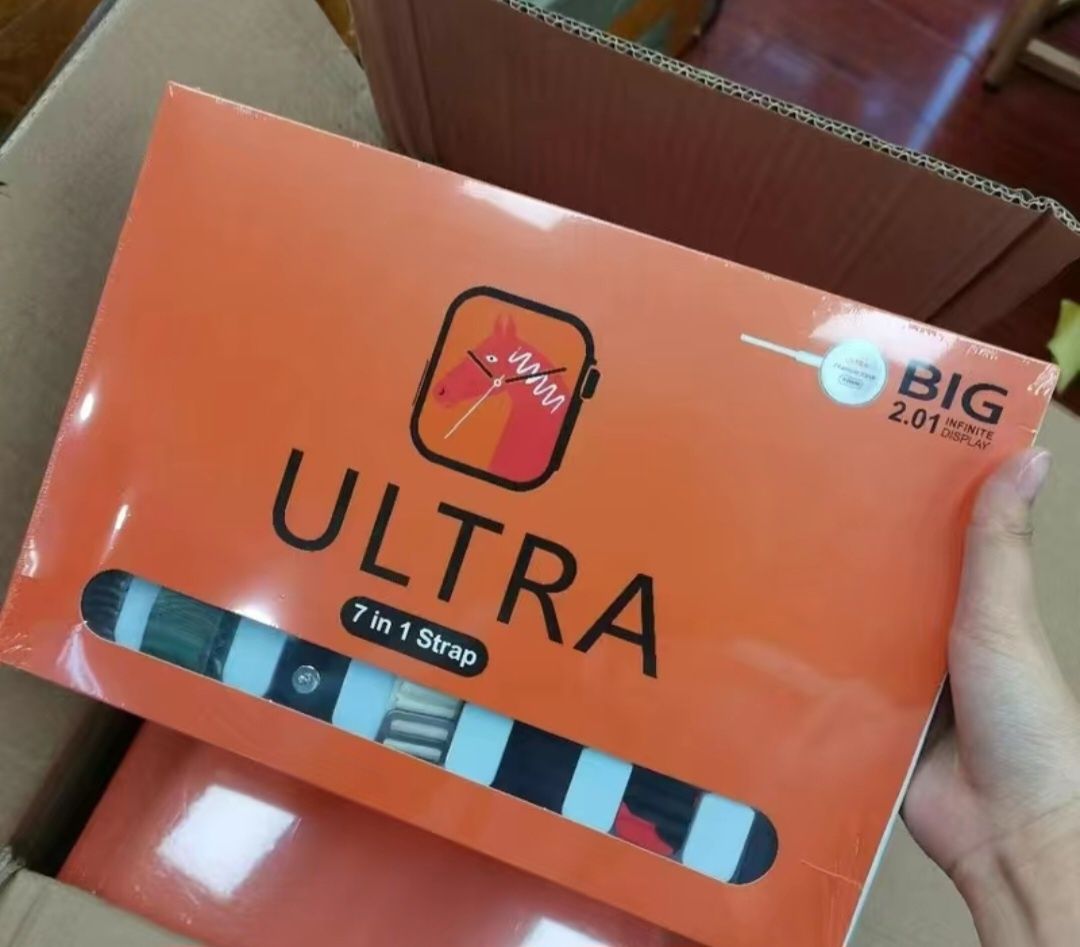 BIG
2.01 INFINITE
DISPLAY
ULTRA
7 in 1 Strap